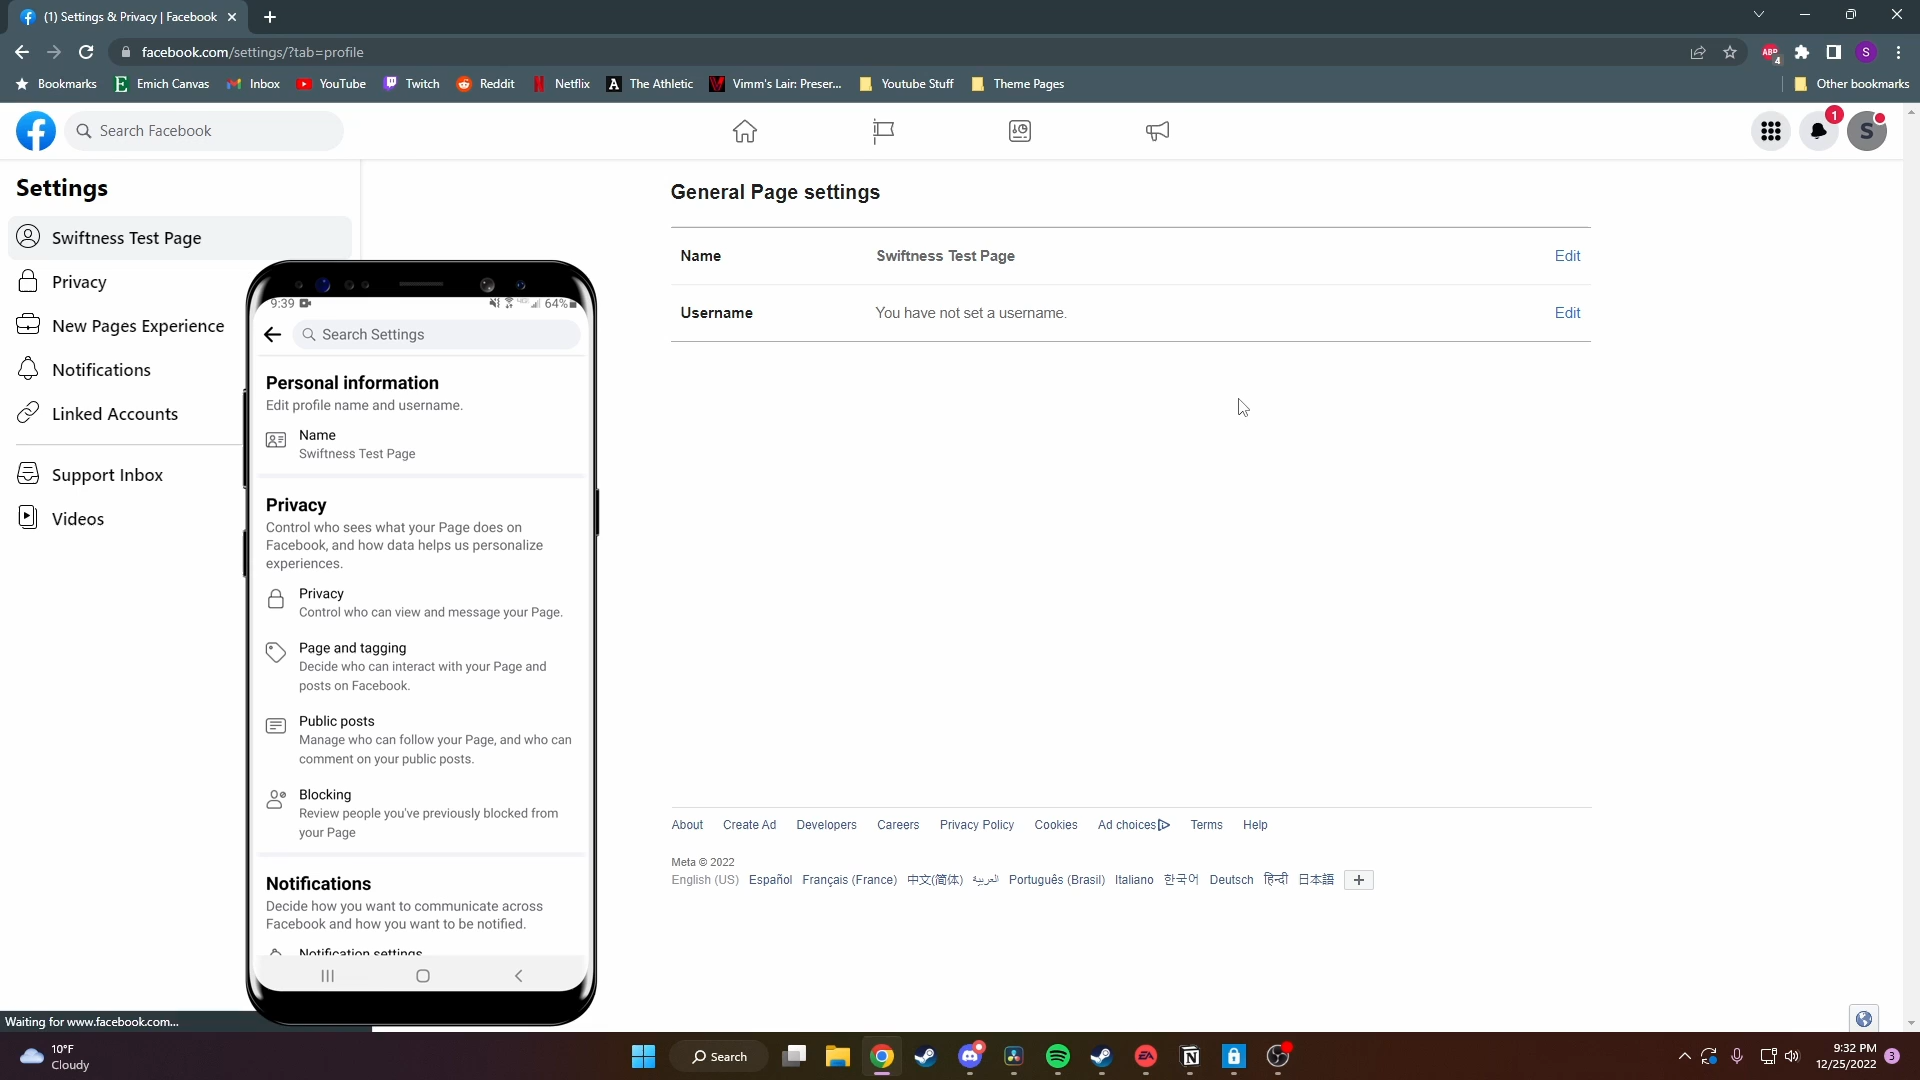 (1) Settings & Privacy | Facebook
facebook.com/settings/?tab=profile
ABP
4
S
Bookmarks
Emich Canvas
Inbox
YouTube
Twitch
Reddit
Netflix
The Athletic
Vimm's Lair: Preser...
Youtube Stuff
Theme Pages
Other bookmarks
Search Facebook
1
S
Settings
Swiftness Test Page
Privacy
New Pages Experience
Notifications
Linked Accounts
Support Inbox
Videos
9:39
64%
Search Settings
Personal information
Edit profile name and username.
Name
Swiftness Test Page
Privacy
Control who sees what your Page does on
Facebook, and how data helps us personalize
experiences.
Privacy
Control who can view and message your Page.
Page and tagging
Decide who can interact with your Page and
posts on Facebook.
Public posts
Manage who can follow your Page, and who can
comment on your public posts.
Blocking
Review people you've previously blocked from
your Page
Notifications
Decide how you want to communicate across
Facebook and how you want to be notified.
Notification settings
General Page settings
Name Swiftness Test Page Edit
Username You have not set a username. Edit
About Create Ad Developers Careers Privacy Policy Cookies Ad choices Terms Help
Meta © 2022
English (US) Español Français (France) 中文(简体) العربية Português (Brasil) Italiano 한국어 Deutsch हिन्दी 日本語 +
Waiting for www.facebook.com...
10°F
Cloudy
Search
EA
9:32 PM
12/25/2022
3